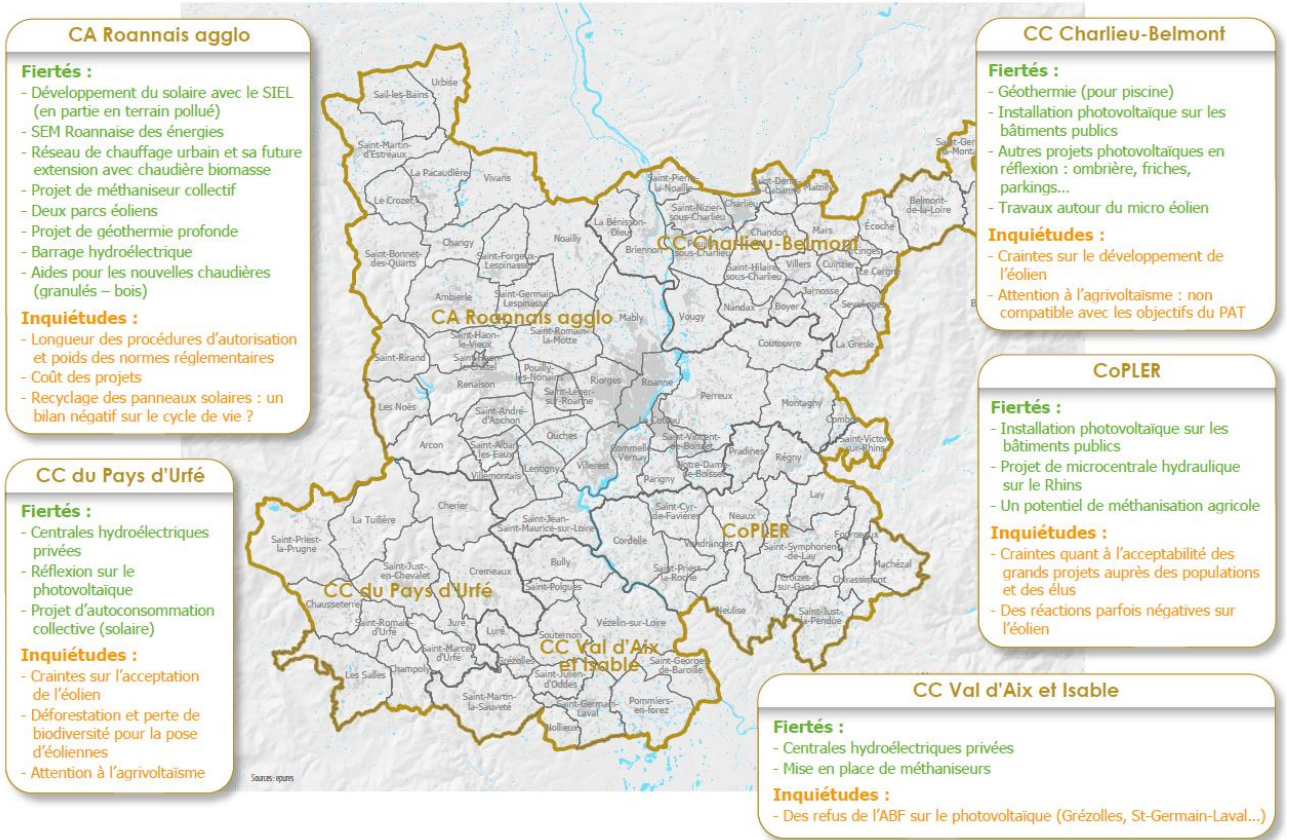 CA Roannais agglo
Fiertés :
- Développement du solaire avec le SIEL
(en partie en terrain pollué)
- SEM Roannaise des énergies
- Réseau de chauffage urbain et sa future
extension avec chaudière biomasse
- Projet de méthaniseur collectif
- Deux parcs éoliens
- Projet de géothermie profonde
- Barrage hydroélectrique
- Aides pour les nouvelles chaudières
(granulés – bois)
Inquiétudes :
- Longueur des procédures d'autorisation
et poids des normes réglementaires
- Coût des projets
- Recyclage des panneaux solaires : un
bilan négatif sur le cycle de vie ?
CC du Pays d'Urfé
Fiertés :
- Centrales hydroélectriques
privées
- Réflexion sur le
photovoltaïque
- Projet d'autoconsommation
collective (solaire)
Inquiétudes :
- Craintes sur l'acceptation
de l'éolien
- Déforestation et perte de
biodiversité pour la pose
d'éoliennes
- Attention à l'agrivoltaïsme
CC Charlieu-Belmont
Fiertés :
- Géothermie (pour piscine)
- Installation photovoltaïque sur les
bâtiments publics
- Autres projets photovoltaïques en
réflexion : ombrière, friches,
parkings...
- Travaux autour du micro éolien
Inquiétudes :
- Craintes sur le développement de
l'éolien
- Attention à l'agrivoltaïsme : non
compatible avec les objectifs du PAT
CoPLER
Fiertés :
- Installation photovoltaïque sur les
bâtiments publics
- Projet de microcentrale hydraulique
sur le Rhins
- Un potentiel de méthanisation agricole
Inquiétudes :
- Craintes quant à l'acceptabilité des
grands projets auprès des populations
et des élus
- Des réactions parfois négatives sur
l'éolien
CC Val d'Aix et Isable
Fiertés :
- Centrales hydroélectriques privées
- Mise en place de méthaniseurs
Inquiétudes :
- Des refus de l'ABF sur le photovoltaïque (Grézolles, St-Germain-Laval...)
Urbise
Sail-les-Bains
Saint-Martin-
d'Estréaux
La Pacaudière
Vivans
Le Crozet
Changy
Noailly
Saint-Bonnet-
des-Quarts
Saint-Forgeux-
Lespinasse
Ambierle
Saint-Germain-
Lespinasse
CA Roannais agglo
Mably
Saint-Haon-
le-Vieux
Saint-Romain-
la-Motte
Saint-Rirand
Renaison
Pouilly-
les-Nonains
Riorges
Roanne
Saint-Léger-
sur-Roanne
Les Noës
Saint-André-
d'Apchon
Ouches
Arcon
Saint-Alban-
les-Eaux
Lentigny
Villerest
Villemontais
Parigny
Perreux
Montagny
Coutouvre
Saint-Vincent-
de-Boisset
Notre-Dame-
de-Boisset
Saint-Jean-
Saint-Maurice-sur-Loire
La Bénisson-
Dieu
Briennon
Saint-Nizier-
sous-Charlieu
Charlieu
Maizilly
Chandon
Mars
Écoche
Belmont-
de-la-Loire
CC Charlieu-Belmont
Saint-Hilaire-
sous-Charlieu
Villers
Cuinzier
Le Cergne
Jarnosse
Nandax
Boyer
Sevelinges
Vougy
La Gresle
Saint-Victor-
sur-Rhins
Pradines
Régny
Lay
Saint-Cyr-
de-Favières
Neaux
Cordelle
Vendranges
CoPLER
Saint-Symphorien-
de-Lay
Fourneaux
Machézal
Chirassimont
Saint-Priest-
la-Roche
Croizet-
sur-Gand
Neulise
Saint-Just-
la-Pendue
La Tuilière
Cherier
Saint-Priest-
la-Prugne
Saint-Just-
en-Chevalet
Cremeaux
CC du Pays d'Urfé
Chausseterre
Saint-Romain-
d'Urfé
Juré
Luré
Saint-Marcel-
d'Urfé
Les Salles
Champoly
Saint-Martin-
la-Sauveté
Bully
Saint-Polgues
Vézelin-sur-Loire
Souternon
CC Val d'Aix
et Isable
Grézolles
Saint-Julien-
d'Oddes
Saint-Georges-
de-Baroille
Saint-Germain-
Laval
Pommiers-
en-forez
Nollieux
Sources : epures